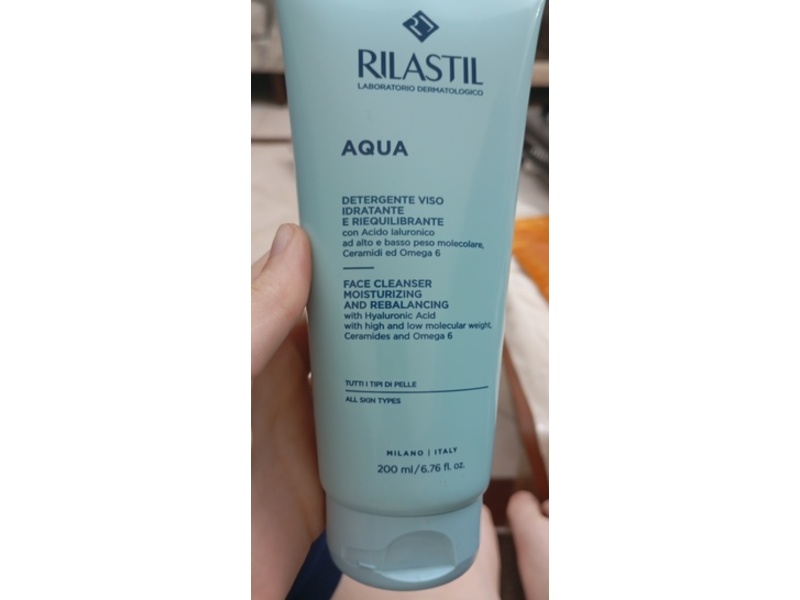 RILASTIL
LABORATORIO DERMATOLOGICO
AQUA
DETERGENTE VISO
IDRATANTE
E RIEQUILIBRANTE
con Acido Ialuronico
ad alto e basso peso molecolare,
Ceramidi ed Omega 6
FACE CLEANSER
MOISTURIZING
AND REBALANCING
with Hyaluronic Acid
with high and low molecular weight,
Ceramides and Omega 6
TUTTI I TIPI DI PELLE
ALL SKIN TYPES
MILANO | ITALY
200 ml/6.76 fl. oz.